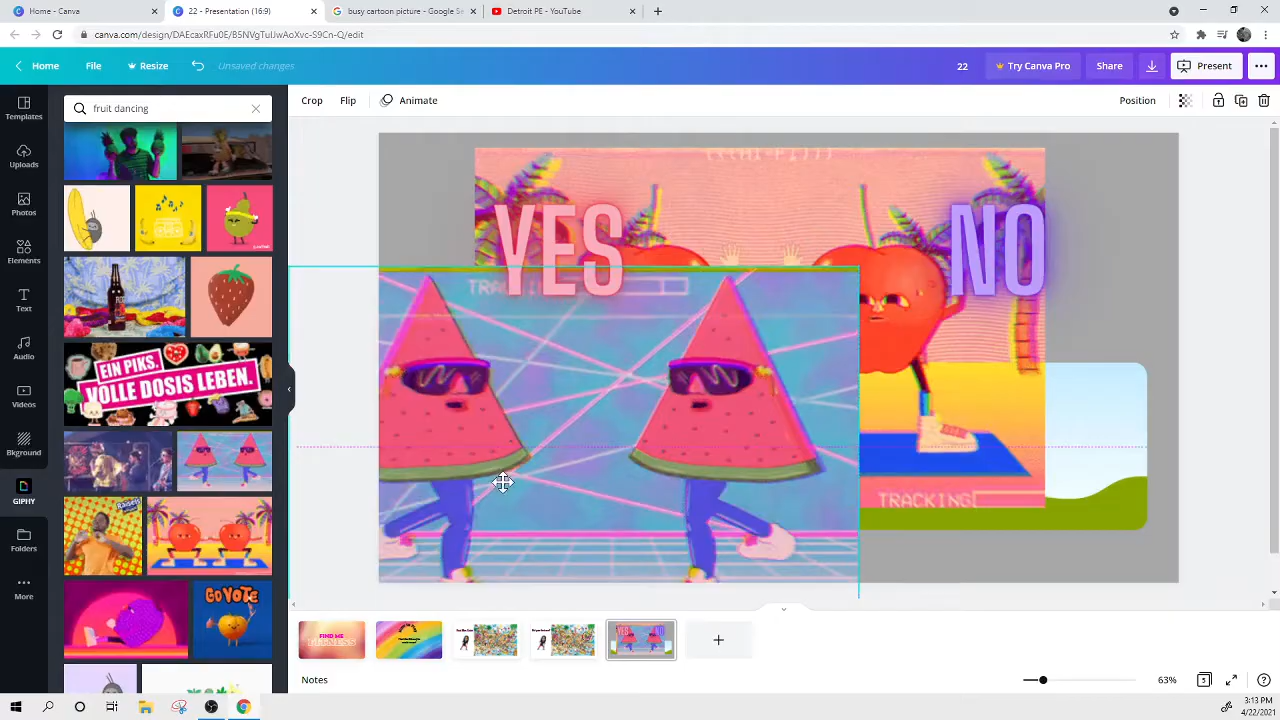 Home - Canva
22 - Presentation (16:9)
busy cartoon picture - Google Se
Detroit PE - YouTube
canva.com/design/DAEcaxRFu0E/B5NVgTulJwAoXvc-S9Cn-Q/edit
Home
File
Resize
Unsaved changes
22
Try Canva Pro
Share
Present
Templates
Uploads
Photos
Elements
Text
Audio
Videos
Bkground
GIPHY
Folders
More
fruit dancing
EIN PIKS.
VOLLE DOSIS LEBEN.
GO VOTE
Crop
Flip
Animate
Position
(((HI-FI)))
YES
NO
TRACKING
FIND ME
Notes
63%
5
3:13 PM
4/22/2021